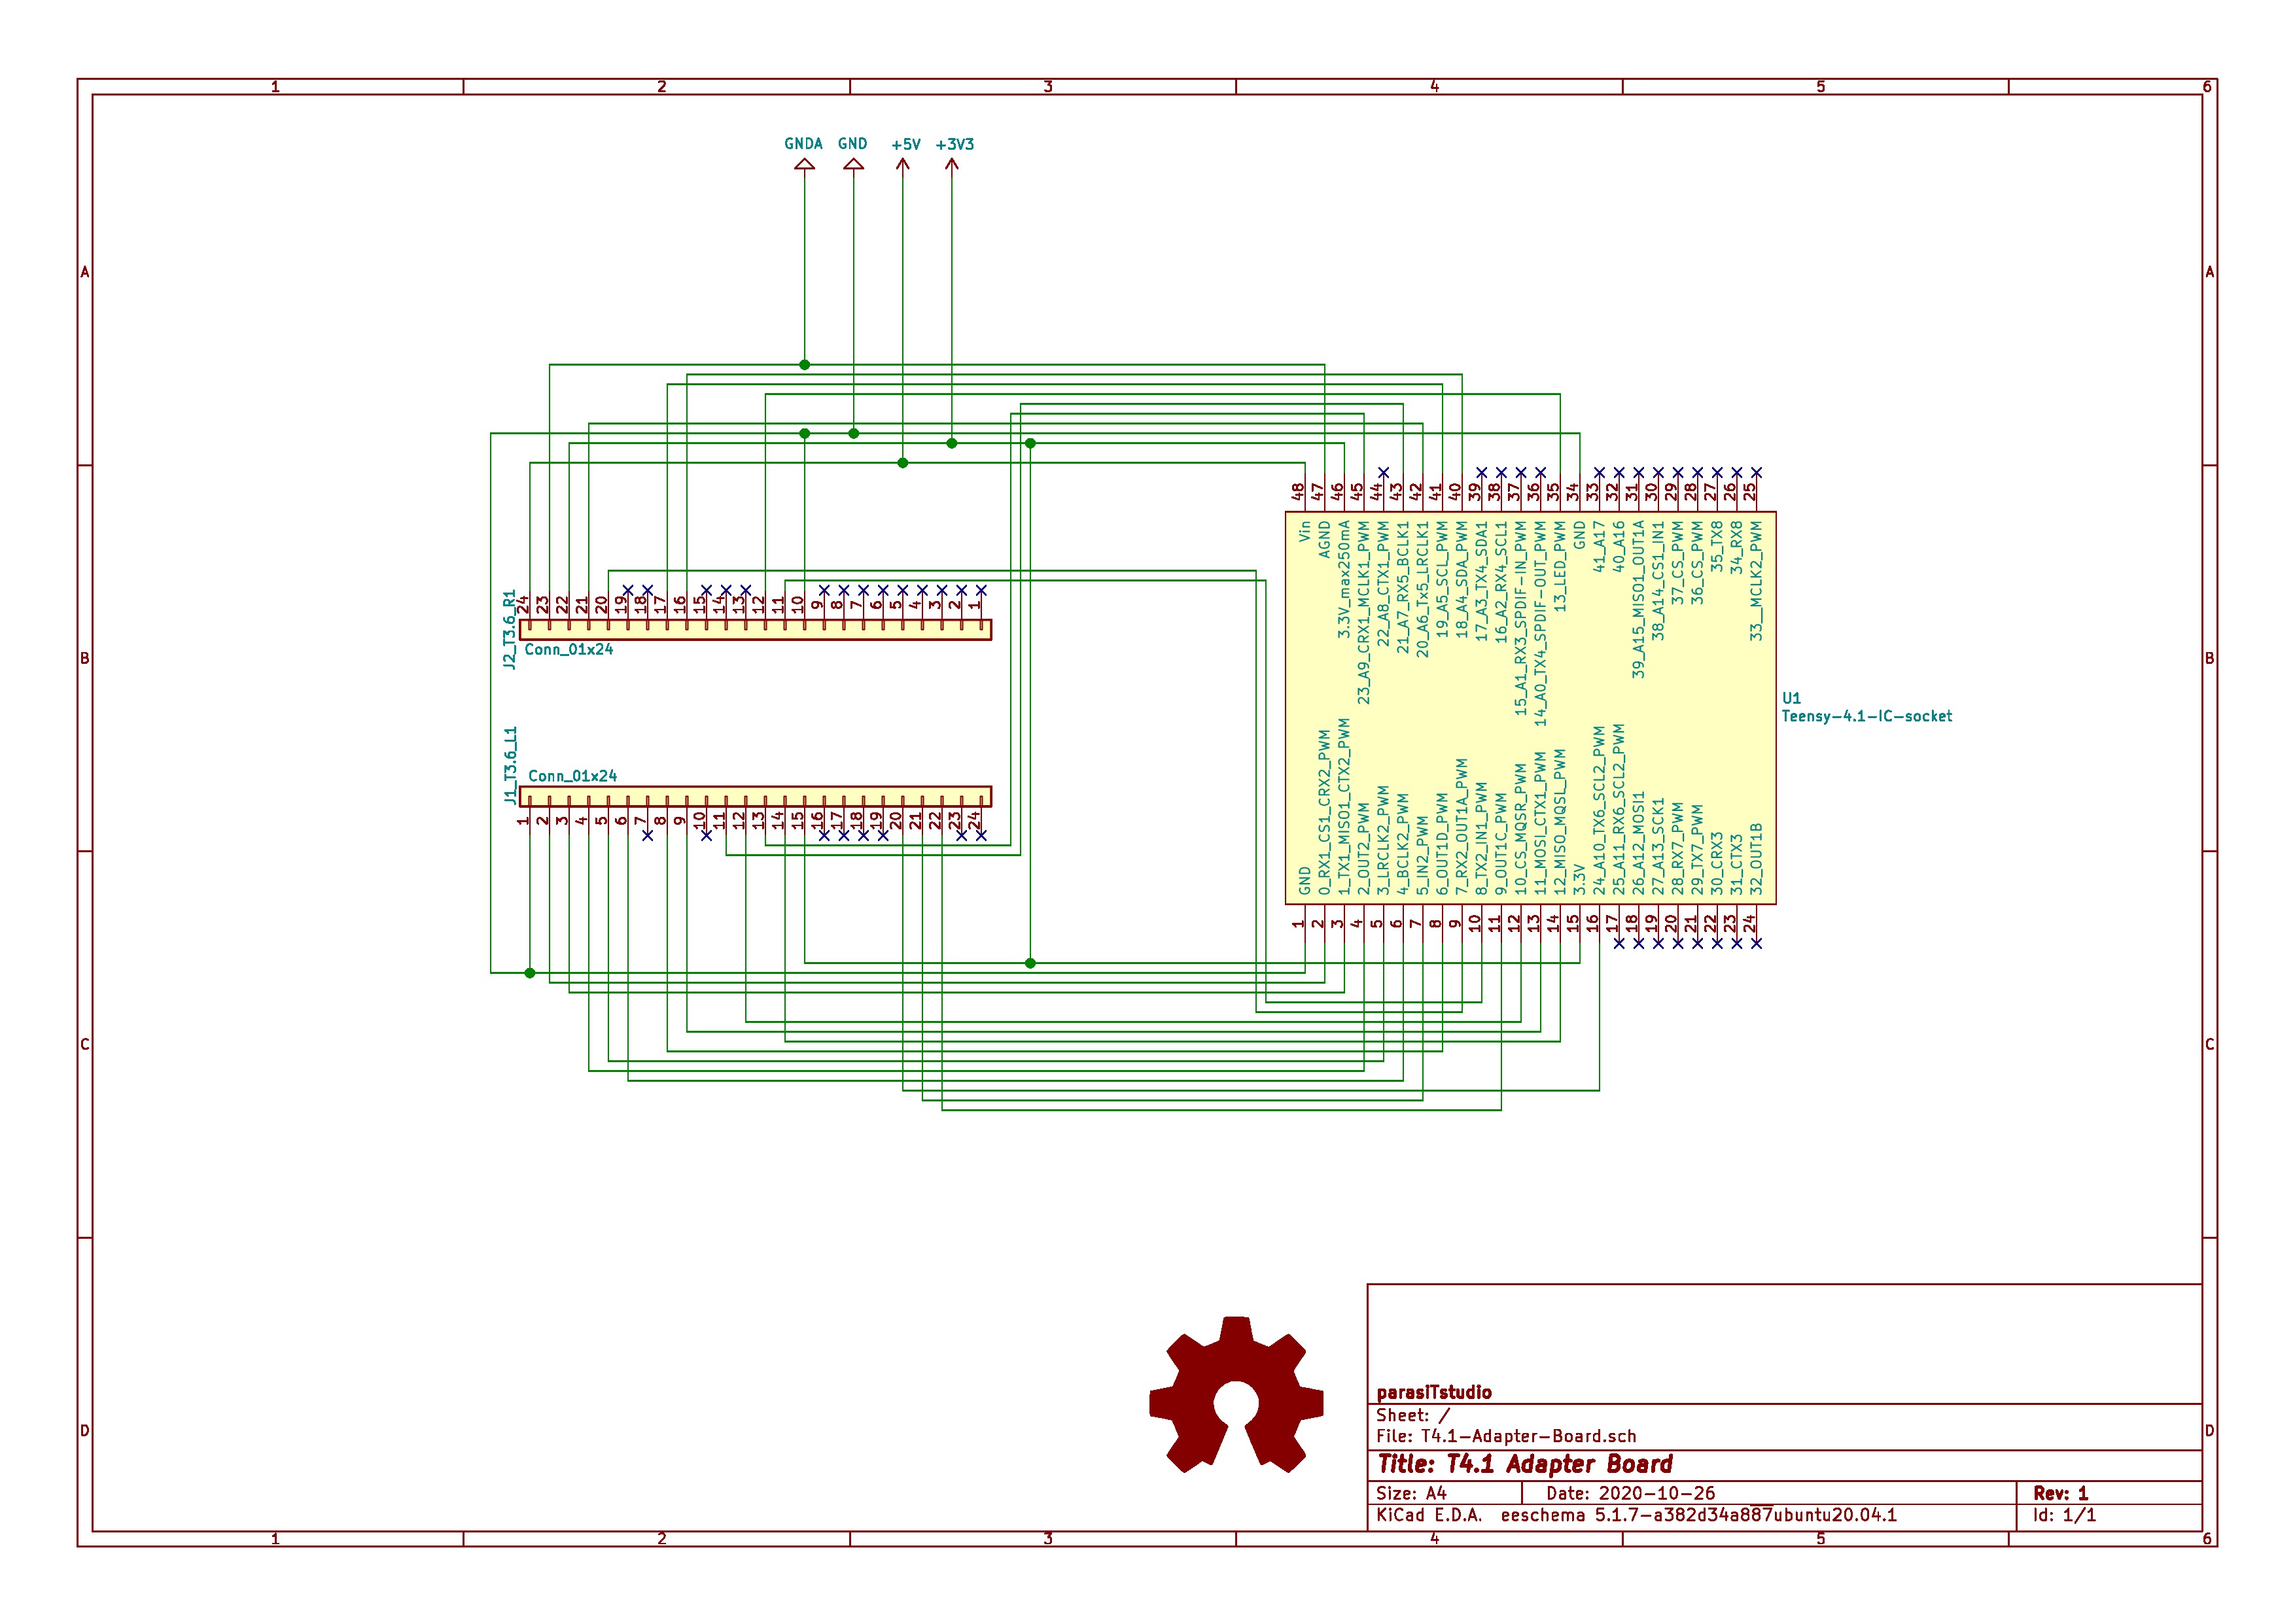 1 2 3 4 5 6
GNDA GND +5V +3V3
A A
48 47 46 45 44 43 42 41 40 39 38 37 36 35 34 33 32 31 30 29 28 27 26 25
Vin
AGND
3.3V_max250mA
23_A9_CRX1_MCLK1_PWM
22_A8_CTX1_PWM
21_A7_RX5_BCLK1
20_A6_Tx5_LRCLK1
19_A5_SCL_PWM
18_A4_SDA_PWM
17_A3_TX4_SDA1
16_A2_RX4_SCL1
15_A1_RX3_SPDIF-IN_PWM
14_A0_TX4_SPDIF-OUT_PWM
13_LED_PWM
GND
41_A17
40_A16
39_A15_MISO1_OUT1A
38_A14_CS1_IN1
37_CS_PWM
36_CS_PWM
35_TX8
34_RX8
33__MCLK2_PWM
24 23 22 21 20 19 18 17 16 15 14 13 12 11 10 9 8 7 6 5 4 3 2 1
J2_T3.6_R1
Conn_01x24
B B
U1
Teensy-4.1-IC-socket
J1_T3.6_L1
Conn_01x24
1 2 3 4 5 6 7 8 9 10 11 12 13 14 15 16 17 18 19 20 21 22 23 24
GND
0_RX1_CS1_CRX2_PWM
1_TX1_MISO1_CTX2_PWM
2_OUT2_PWM
3_LRCLK2_PWM
4_BCLK2_PWM
5_IN2_PWM
6_OUT1D_PWM
7_RX2_OUT1A_PWM
8_TX2_IN1_PWM
9_OUT1C_PWM
10_CS_MQSR_PWM
11_MOSI_CTX1_PWM
12_MISO_MQSL_PWM
3.3V
24_A10_TX6_SCL2_PWM
25_A11_RX6_SCL2_PWM
26_A12_MOSI1
27_A13_SCK1
28_RX7_PWM
29_TX7_PWM
30_CRX3
31_CTX3
32_OUT1B
1 2 3 4 5 6 7 8 9 10 11 12 13 14 15 16 17 18 19 20 21 22 23 24
C C
parasiTstudio
Sheet: /
File: T4.1-Adapter-Board.sch
D D
Title: T4.1 Adapter Board
Size: A4 Date: 2020-10-26 Rev: 1
KiCad E.D.A. eeschema 5.1.7-a382d34a887ubuntu20.04.1 Id: 1/1
1 2 3 4 5 6